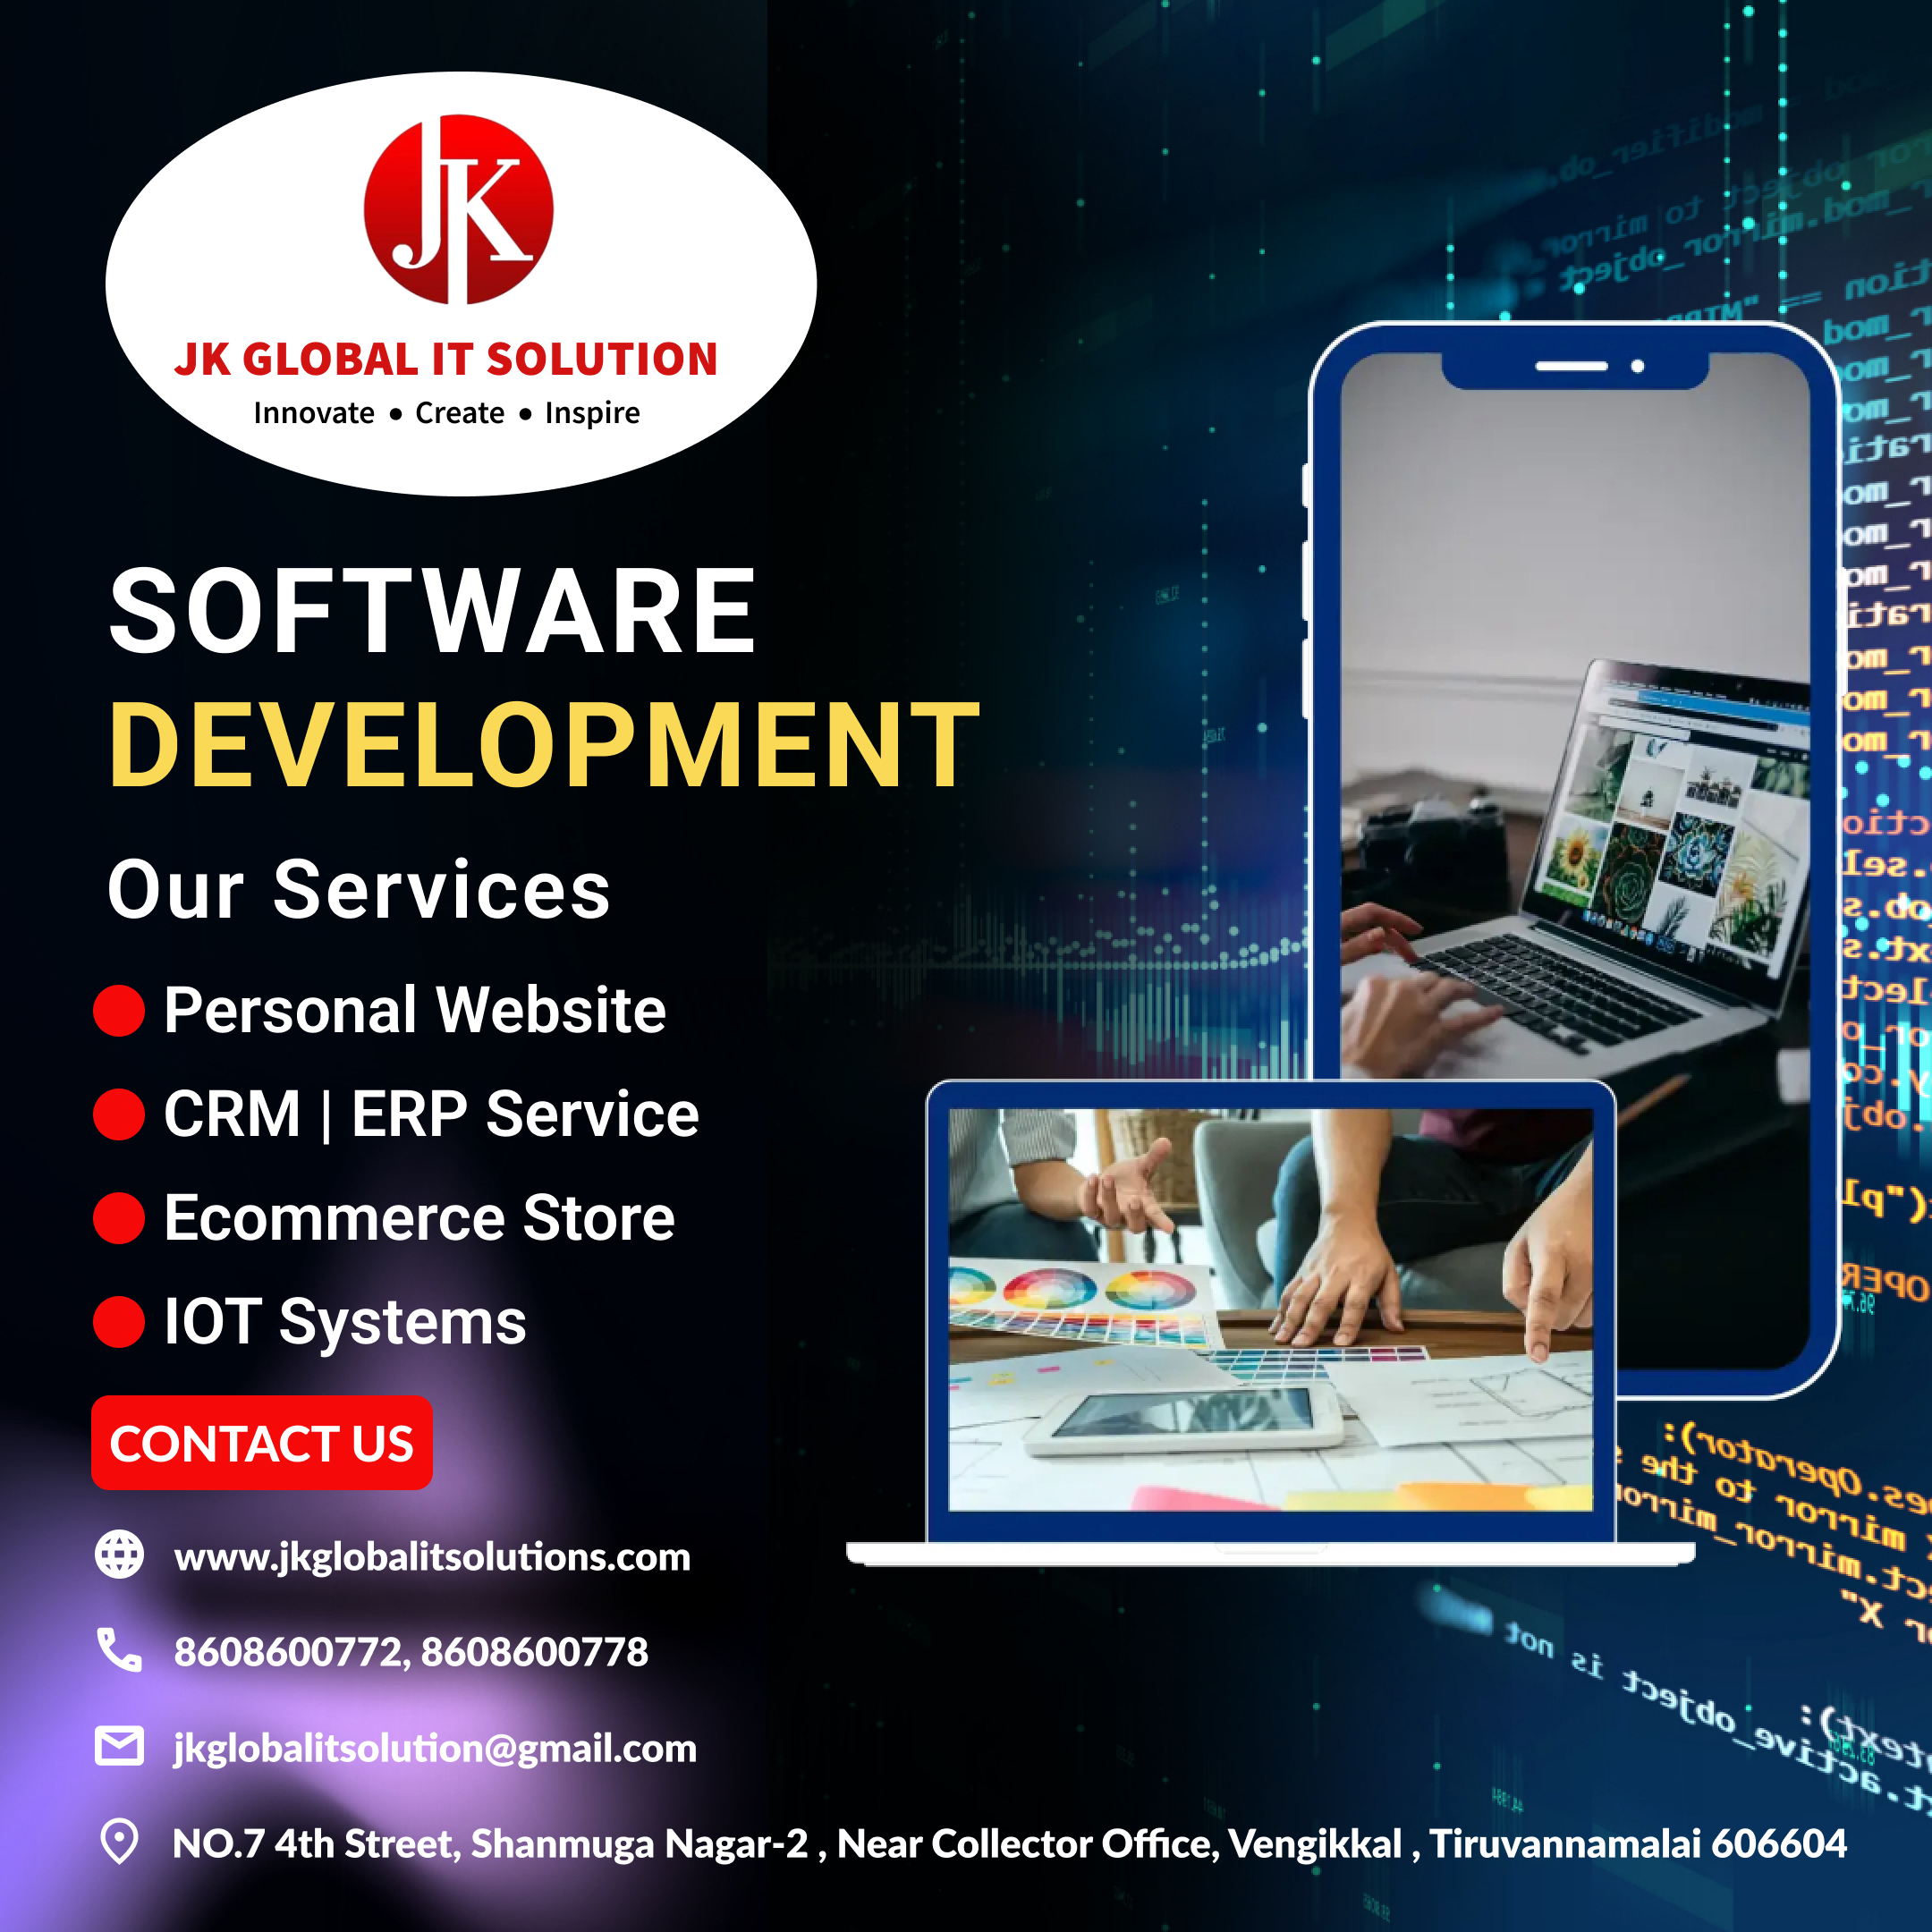 JK
JK GLOBAL IT SOLUTION
Innovate • Create • Inspire
SOFTWARE
DEVELOPMENT
Our Services
Personal Website
CRM | ERP Service
Ecommerce Store
IOT Systems
CONTACT US
www.jkglobalitsolutions.com
8608600772, 8608600778
jkglobalitsolution@gmail.com
NO.7 4th Street, Shanmuga Nagar-2 , Near Collector Office, Vengikkal , Tiruvannamalai 606604